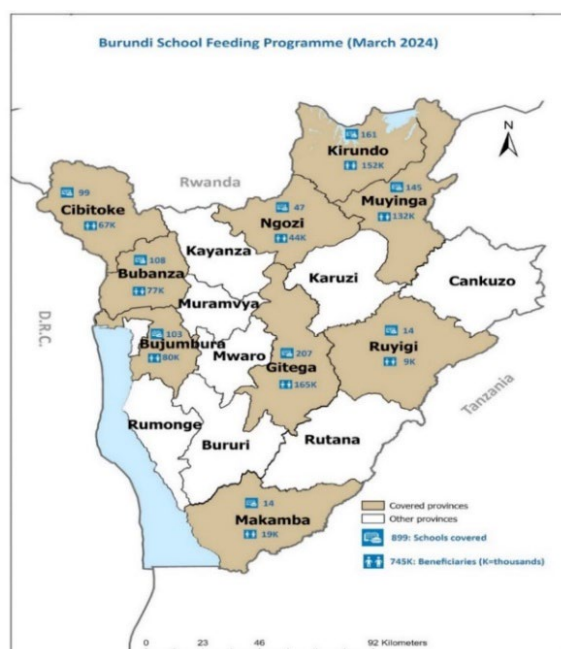 Burundi School Feeding Programme (March 2024)
N
161
Kirundo
152K
Rwanda
99
Cibitoke
67K
47
Ngozi
44K
145
Muyinga
132K
Kayanza
108
Bubanza
77K
Karuzi
Cankuzo
Muramvya
D.R.C.
103
Bujumbura
80K
Mwaro
207
Gitega
165K
14
Ruyigi
9K
Tanzania
Rumonge
Bururi
Rutana
14
Makamba
19K
Covered provinces
Other provinces
899: Schools covered
745K: Beneficiaries (K=thousands)
0 23 46 92 Kilometers